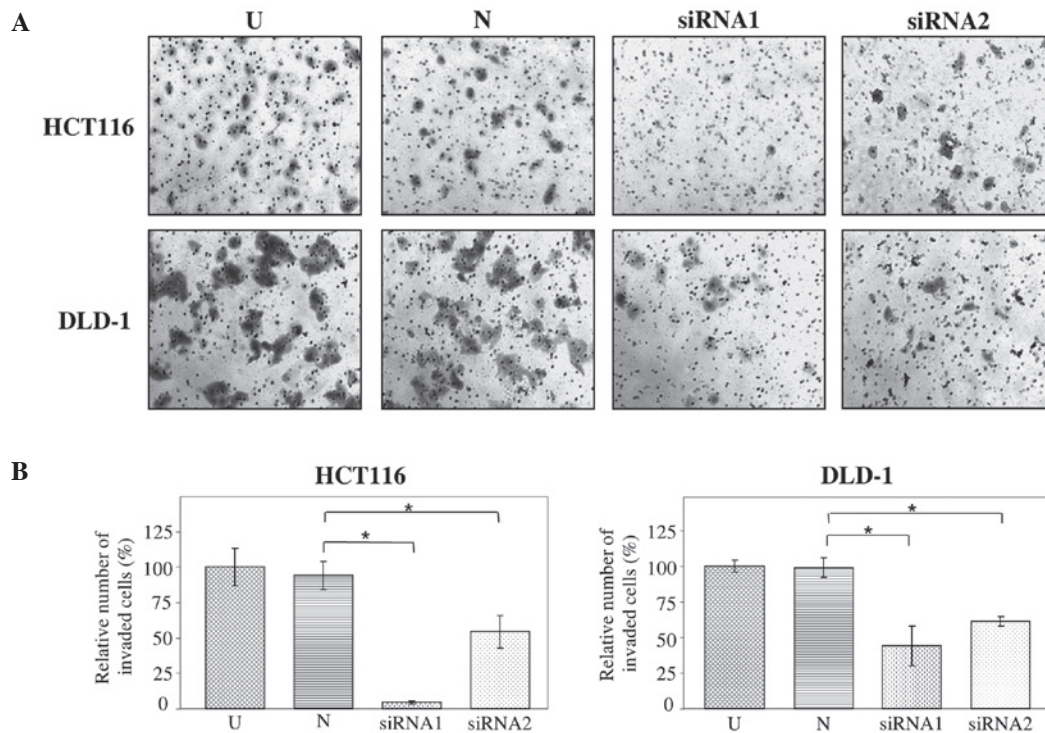 A
U N siRNA1 siRNA2
HCT116
DLD-1
B
HCT116
Relative number of
invaded cells (%)
125
100
75
50
25
0
*
*
U N siRNA1 siRNA2
DLD-1
Relative number of
invaded cells (%)
125
100
75
50
25
0
*
*
U N siRNA1 siRNA2